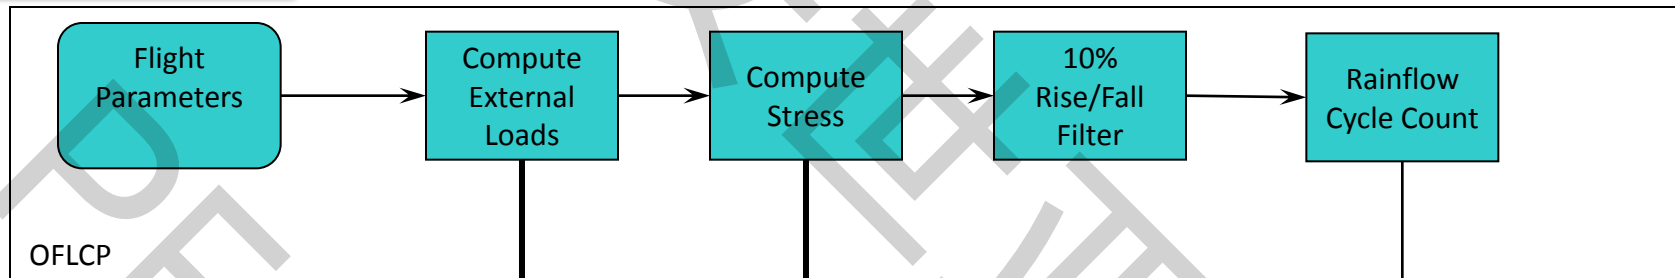 Flight
Parameters
Compute
External
Loads
Compute
Stress
10%
Rise/Fall
Filter
Rainflow
Cycle Count
OFLCP